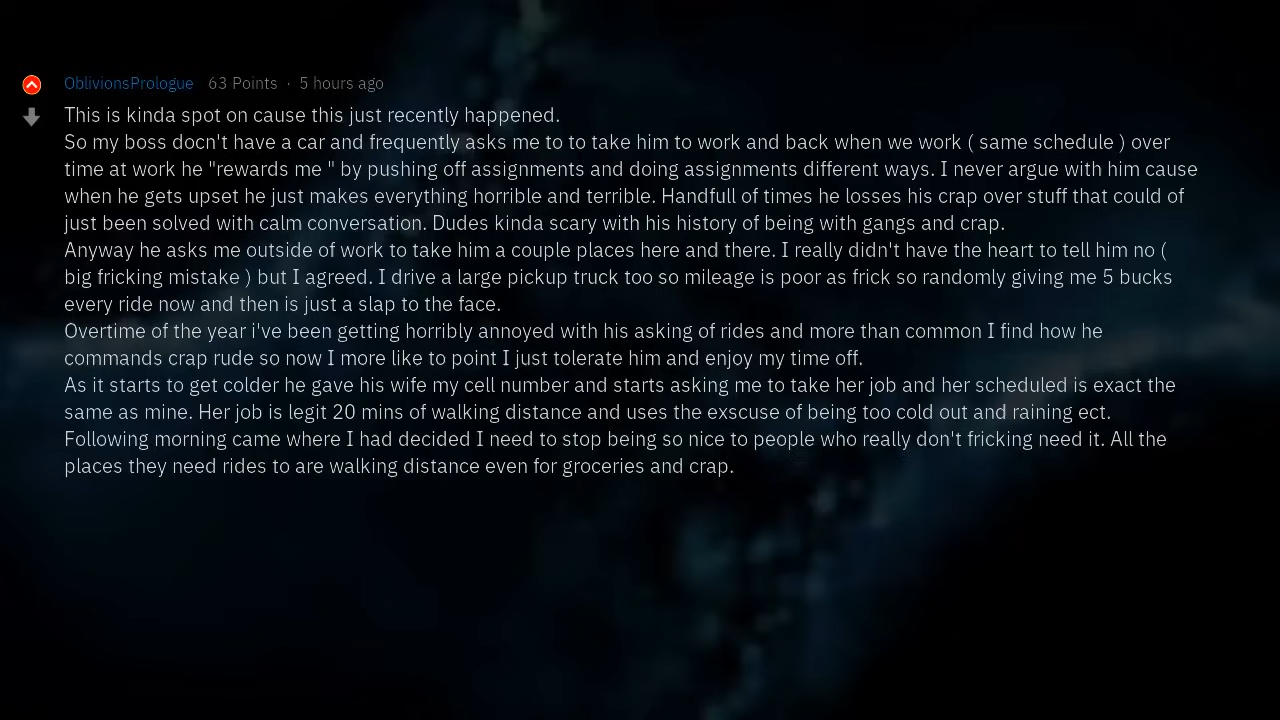 OblivionsPrologue 63 Points · 5 hours ago
This is kinda spot on cause this just recently happened.
So my boss docn't have a car and frequently asks me to to take him to work and back when we work ( same schedule ) over
time at work he "rewards me " by pushing off assignments and doing assignments different ways. I never argue with him cause
when he gets upset he just makes everything horrible and terrible. Handfull of times he losses his crap over stuff that could of
just been solved with calm conversation. Dudes kinda scary with his history of being with gangs and crap.
Anyway he asks me outside of work to take him a couple places here and there. I really didn't have the heart to tell him no (
big fricking mistake ) but I agreed. I drive a large pickup truck too so mileage is poor as frick so randomly giving me 5 bucks
every ride now and then is just a slap to the face.
Overtime of the year i've been getting horribly annoyed with his asking of rides and more than common I find how he
commands crap rude so now I more like to point I just tolerate him and enjoy my time off.
As it starts to get colder he gave his wife my cell number and starts asking me to take her job and her scheduled is exact the
same as mine. Her job is legit 20 mins of walking distance and uses the exscuse of being too cold out and raining ect.
Following morning came where I had decided I need to stop being so nice to people who really don't fricking need it. All the
places they need rides to are walking distance even for groceries and crap.